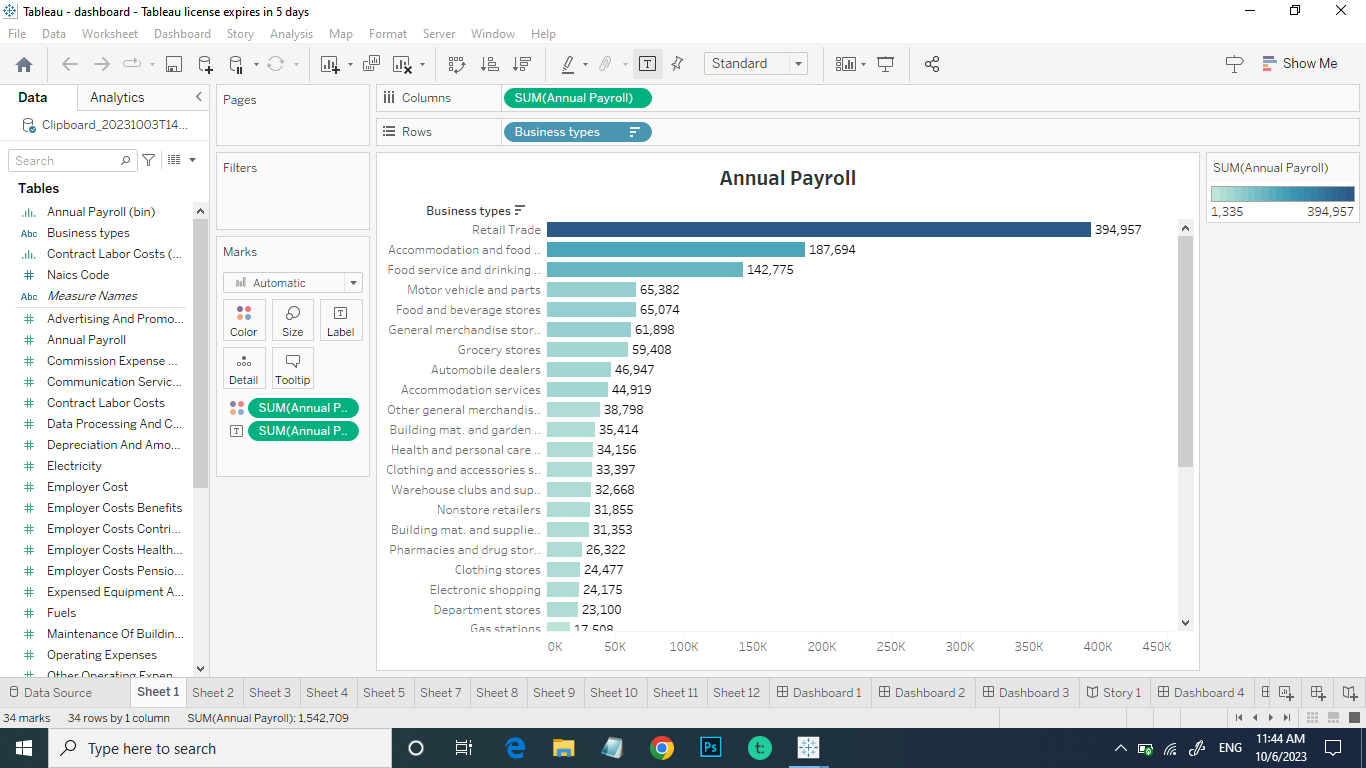 Tableau - dashboard - Tableau license expires in 5 days
File Data Worksheet Dashboard Story Analysis Map Format Server Window Help
Standard
Show Me
Data Analytics
Clipboard_20231003T14...
Search
Tables
Annual Payroll (bin)
Abc Business types
Contract Labor Costs (...
Naics Code
Abc Measure Names
Advertising And Promo...
Annual Payroll
Commission Expense ...
Communication Servic...
Contract Labor Costs
Data Processing And C...
Depreciation And Amo...
Electricity
Employer Cost
Employer Costs Benefits
Employer Costs Contri...
Employer Costs Health...
Employer Costs Pensio...
Expensed Equipment A...
Fuels
Maintenance Of Buildin...
Operating Expenses
Other Operating Expen
Pages
Filters
Marks
Automatic
Color Size Label
Detail Tooltip
SUM(Annual P..
SUM(Annual P..
Columns SUM(Annual Payroll)
Rows Business types
Annual Payroll
Business types
Retail Trade 394,957
Accommodation and food .. 187,694
Food service and drinking .. 142,775
Motor vehicle and parts 65,382
Food and beverage stores 65,074
General merchandise stor.. 61,898
Grocery stores 59,408
Automobile dealers 46,947
Accommodation services 44,919
Other general merchandis.. 38,798
Building mat. and garden .. 35,414
Health and personal care .. 34,156
Clothing and accessories s.. 33,397
Warehouse clubs and sup.. 32,668
Nonstore retailers 31,855
Building mat. and supplie.. 31,353
Pharmacies and drug stor.. 26,322
Clothing stores 24,477
Electronic shopping 24,175
Department stores 23,100
Gas stations 17,508
0K 50K 100K 150K 200K 250K 300K 350K 400K 450K
SUM(Annual Payroll)
1,335 394,957
Data Source Sheet 1 Sheet 2 Sheet 3 Sheet 4 Sheet 5 Sheet 6 Sheet 7 Sheet 8 Sheet 9 Sheet 10 Sheet 11 Sheet 12 Dashboard 1 Dashboard 2 Dashboard 3 Story 1 Dashboard 4
34 marks 34 rows by 1 column SUM(Annual Payroll): 1,542,709
Type here to search
Ps
t:
ENG
11:44 AM
10/6/2023